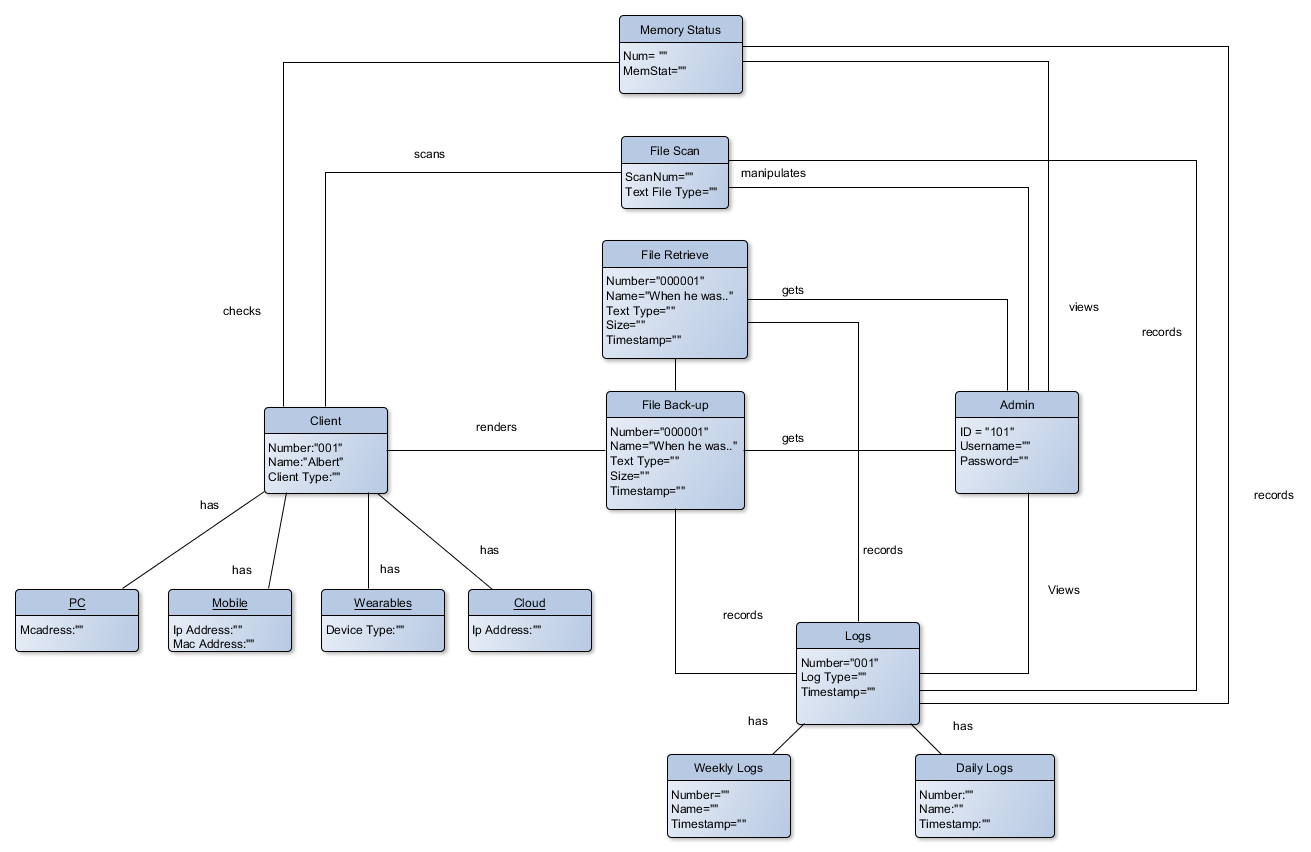 Memory Status
Num= ""
MemStat=""
scans
File Scan
ScanNum=""
Text File Type=""
manipulates
File Retrieve
Number="000001"
Name="When he was.."
Text Type=""
Size=""
Timestamp=""
gets
checks
views
records
File Back-up
Number="000001"
Name="When he was.."
Text Type=""
Size=""
Timestamp=""
Admin
ID = "101"
Username=""
Password=""
Client
Number:"001"
Name:"Albert"
Client Type:""
renders
gets
records
has
has
has
has
records
Views
records
PC
Mcadress:""
Mobile
Ip Address:""
Mac Address:""
Wearables
Device Type:""
Cloud
Ip Address:""
Logs
Number="001"
Log Type=""
Timestamp=""
has
has
Weekly Logs
Number=""
Name=""
Timestamp=""
Daily Logs
Number:""
Name:""
Timestamp:""